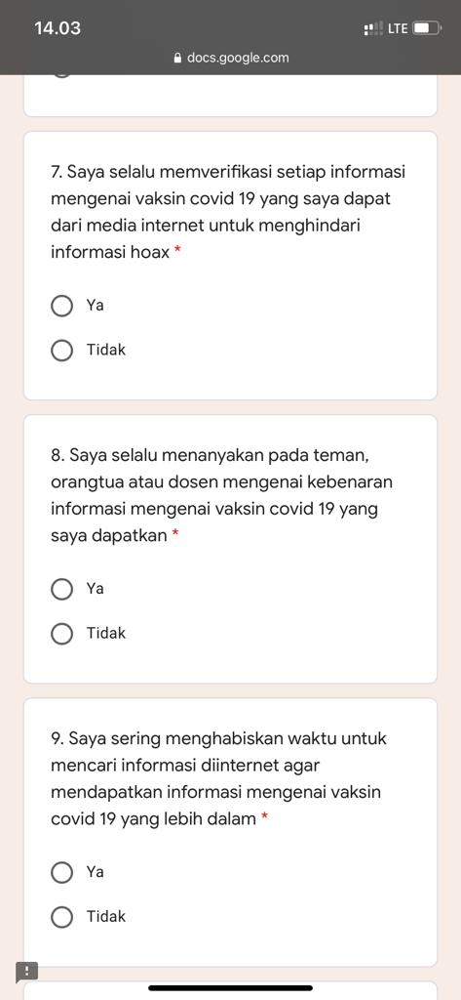 14.03
LTE
docs.google.com
7. Saya selalu memverifikasi setiap informasi
mengenai vaksin covid 19 yang saya dapat
dari media internet untuk menghindari
informasi hoax *
Ya
Tidak
8. Saya selalu menanyakan pada teman,
orangtua atau dosen mengenai kebenaran
informasi mengenai vaksin covid 19 yang
saya dapatkan *
Ya
Tidak
9. Saya sering menghabiskan waktu untuk
mencari informasi diinternet agar
mendapatkan informasi mengenai vaksin
covid 19 yang lebih dalam *
Ya
Tidak